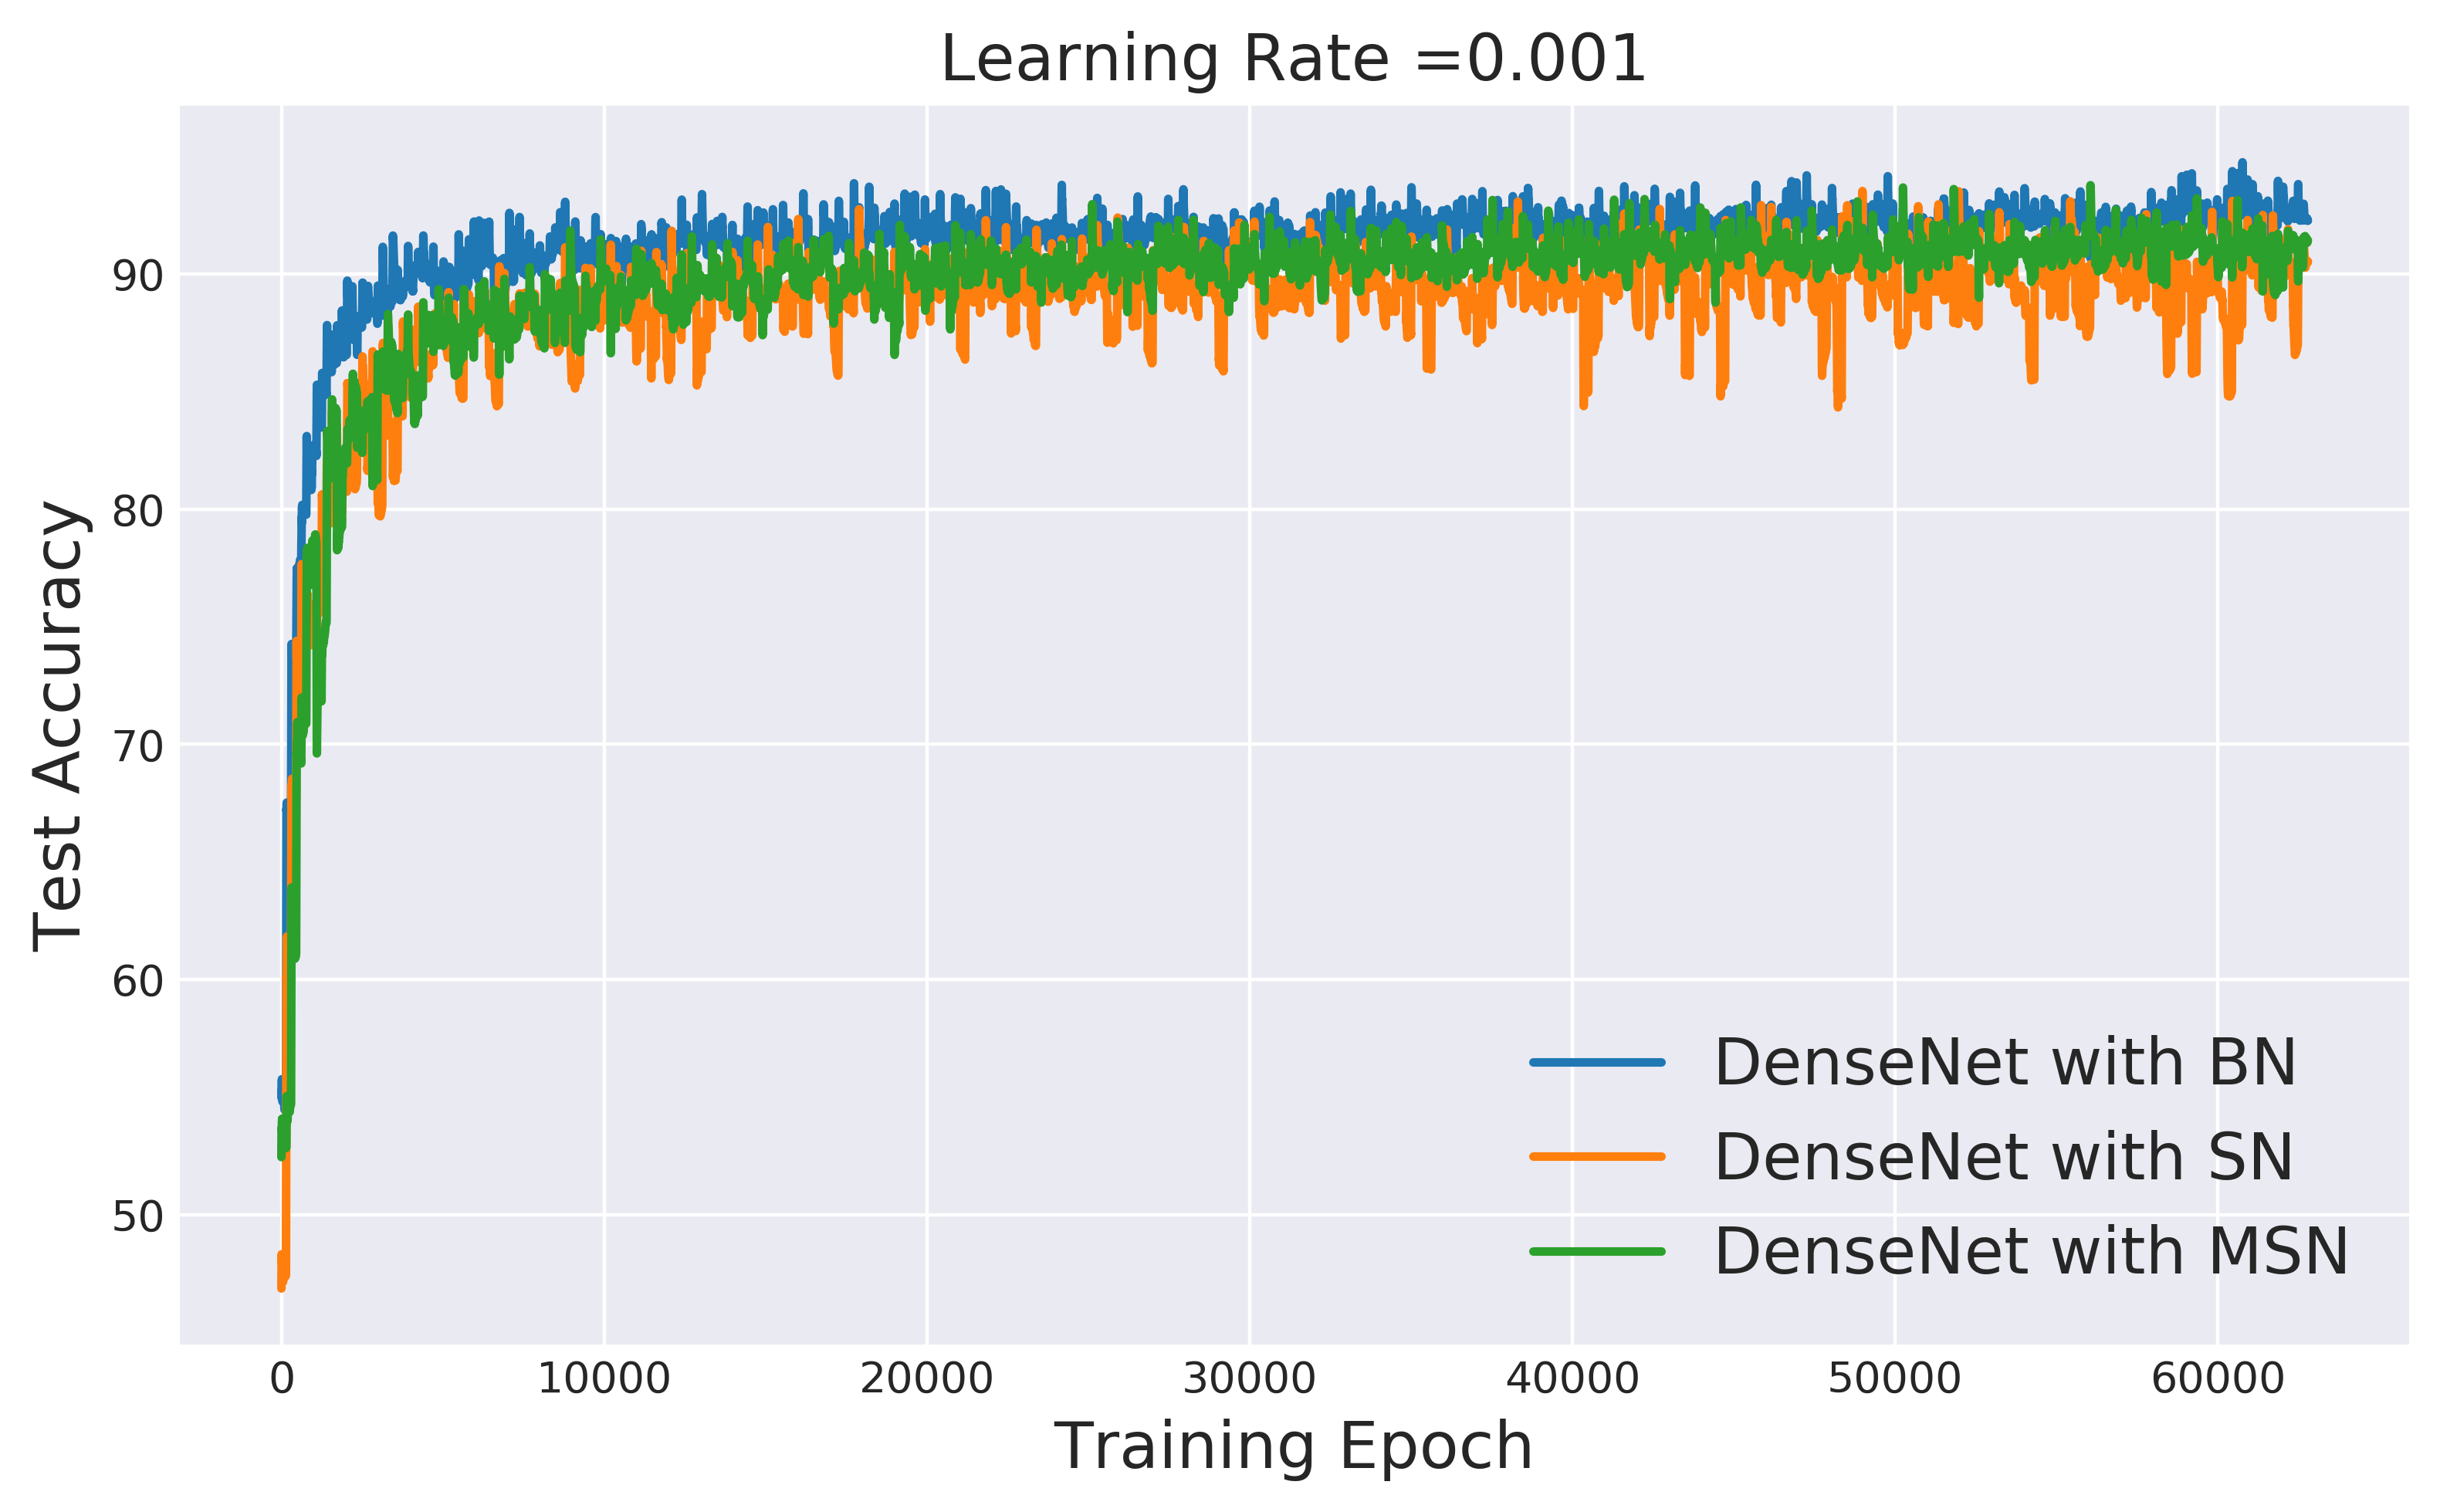 Learning Rate =0.001
Test Accuracy
90
80
70
60
50
DenseNet with BN
DenseNet with SN
DenseNet with MSN
0 10000 20000 30000 40000 50000 60000
Training Epoch